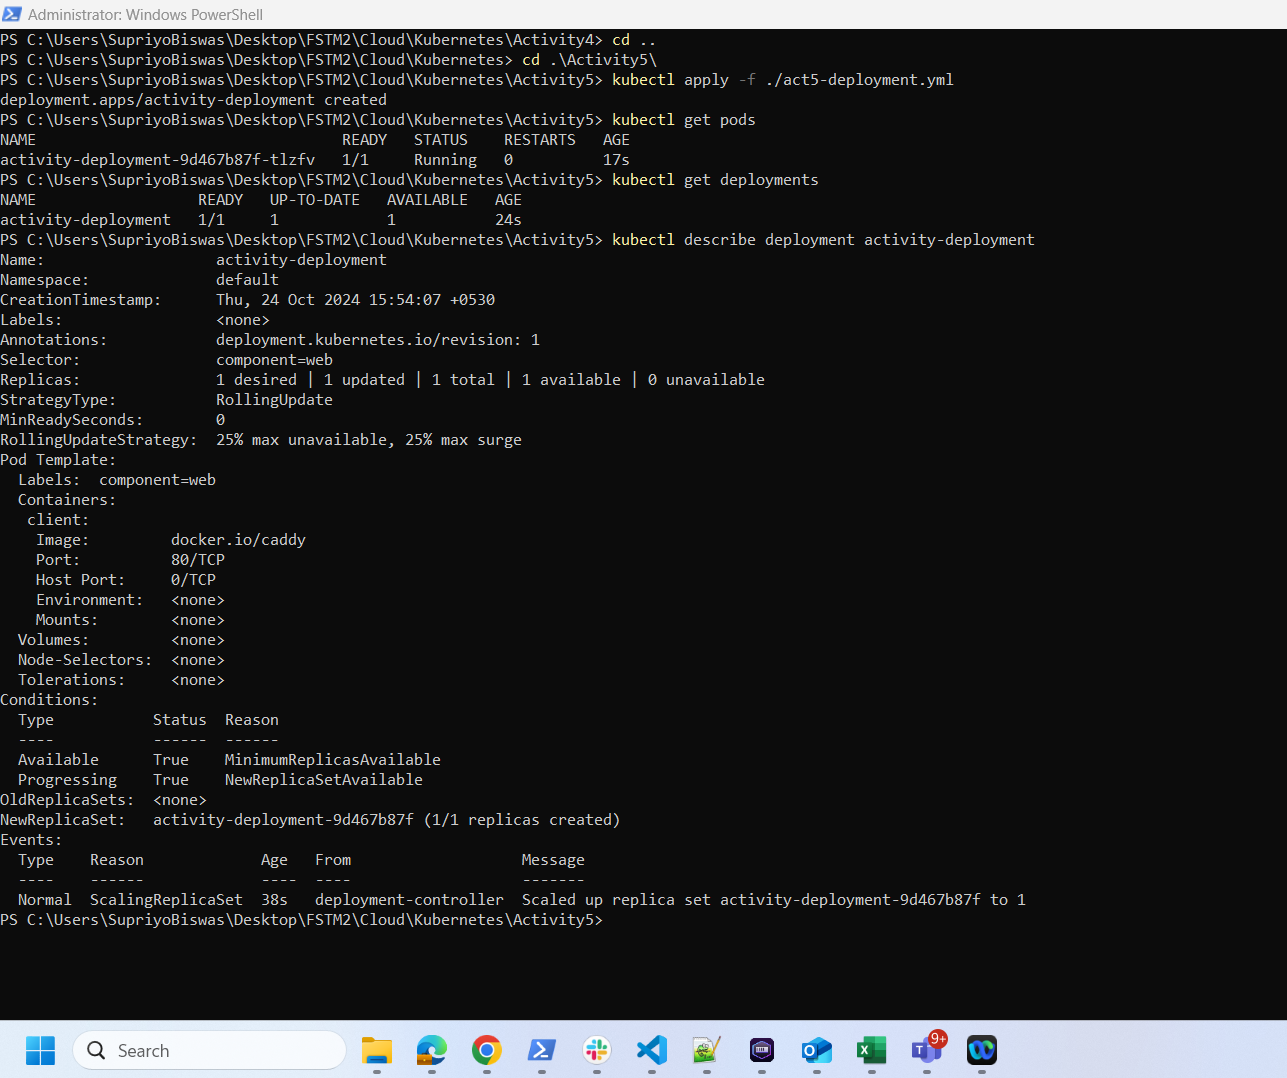 Administrator: Windows PowerShell
PS C:\Users\SupriyoBiswas\Desktop\FSTM2\Cloud\Kubernetes\Activity4> cd ..
PS C:\Users\SupriyoBiswas\Desktop\FSTM2\Cloud\Kubernetes> cd .\Activity5\
PS C:\Users\SupriyoBiswas\Desktop\FSTM2\Cloud\Kubernetes\Activity5> kubectl apply -f ./act5-deployment.yml
deployment.apps/activity-deployment created
PS C:\Users\SupriyoBiswas\Desktop\FSTM2\Cloud\Kubernetes\Activity5> kubectl get pods
NAME                                  READY   STATUS    RESTARTS   AGE
activity-deployment-9d467b87f-tlzfv   1/1     Running   0          17s
PS C:\Users\SupriyoBiswas\Desktop\FSTM2\Cloud\Kubernetes\Activity5> kubectl get deployments
NAME                  READY   UP-TO-DATE   AVAILABLE   AGE
activity-deployment   1/1     1            1           24s
PS C:\Users\SupriyoBiswas\Desktop\FSTM2\Cloud\Kubernetes\Activity5> kubectl describe deployment activity-deployment
Name:                   activity-deployment
Namespace:              default
CreationTimestamp:      Thu, 24 Oct 2024 15:54:07 +0530
Labels:                 <none>
Annotations:            deployment.kubernetes.io/revision: 1
Selector:               component=web
Replicas:               1 desired | 1 updated | 1 total | 1 available | 0 unavailable
StrategyType:           RollingUpdate
MinReadySeconds:        0
RollingUpdateStrategy:  25% max unavailable, 25% max surge
Pod Template:
  Labels:  component=web
  Containers:
   client:
    Image:         docker.io/caddy
    Port:          80/TCP
    Host Port:     0/TCP
    Environment:   <none>
    Mounts:        <none>
  Volumes:         <none>
  Node-Selectors:  <none>
  Tolerations:     <none>
Conditions:
  Type           Status  Reason
  ----           ------  ------
  Available      True    MinimumReplicasAvailable
  Progressing    True    NewReplicaSetAvailable
OldReplicaSets:  <none>
NewReplicaSet:   activity-deployment-9d467b87f (1/1 replicas created)
Events:
  Type    Reason             Age   From                   Message
  ----    ------             ----  ----                   -------
  Normal  ScalingReplicaSet  38s   deployment-controller  Scaled up replica set activity-deployment-9d467b87f to 1
PS C:\Users\SupriyoBiswas\Desktop\FSTM2\Cloud\Kubernetes\Activity5>
Search
9+